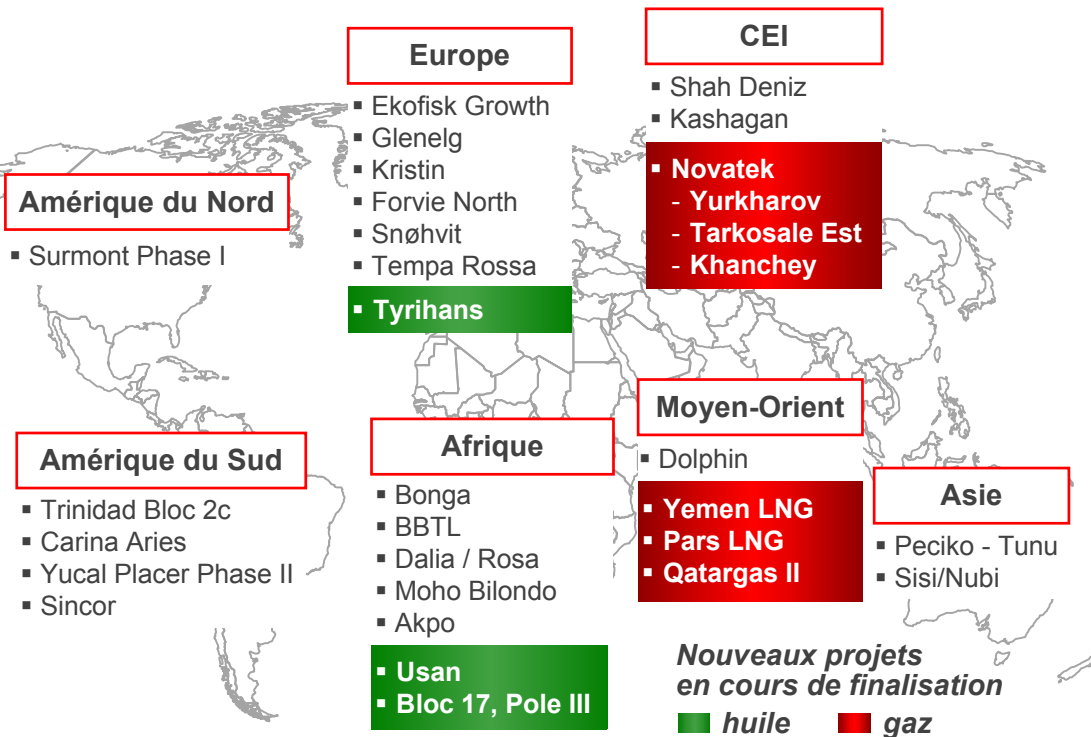 Europe
▪ Ekofisk Growth
▪ Glenelg
▪ Kristin
▪ Forvie North
▪ Snøhvit
▪ Tempa Rossa
▪ Tyrihans
CEI
▪ Shah Deniz
▪ Kashagan
▪ Novatek
- Yurkharov
- Tarkosale Est
- Khanchey
Amérique du Nord
▪ Surmont Phase I
Amérique du Sud
▪ Trinidad Bloc 2c
▪ Carina Aries
▪ Yucal Placer Phase II
▪ Sincor
Afrique
▪ Bonga
▪ BBTL
▪ Dalia / Rosa
▪ Moho Bilondo
▪ Akpo
▪ Usan
▪ Bloc 17, Pole III
Moyen-Orient
▪ Dolphin
▪ Yemen LNG
▪ Pars LNG
▪ Qatargas II
Asie
▪ Peciko - Tunu
▪ Sisi/Nubi
Nouveaux projets
en cours de finalisation
huile gaz